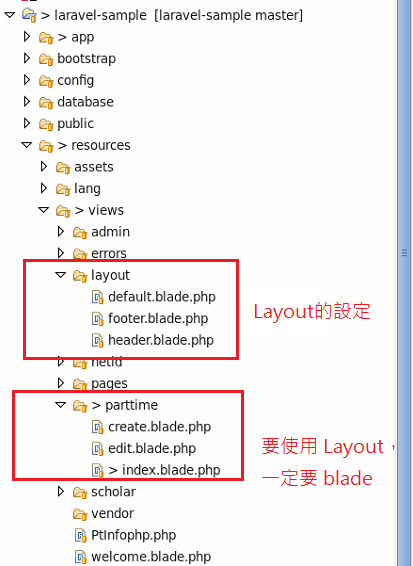 > laravel-sample [laravel-sample master]
> app
bootstrap
config
database
public
> resources
assets
lang
> views
admin
errors
layout
default.blade.php
footer.blade.php
header.blade.php
Layout的設定
netid
pages
> parttime
create.blade.php
edit.blade.php
> index.blade.php
要使用 Layout，
一定要 blade
scholar
vendor
PtInfophp.php
welcome.blade.php